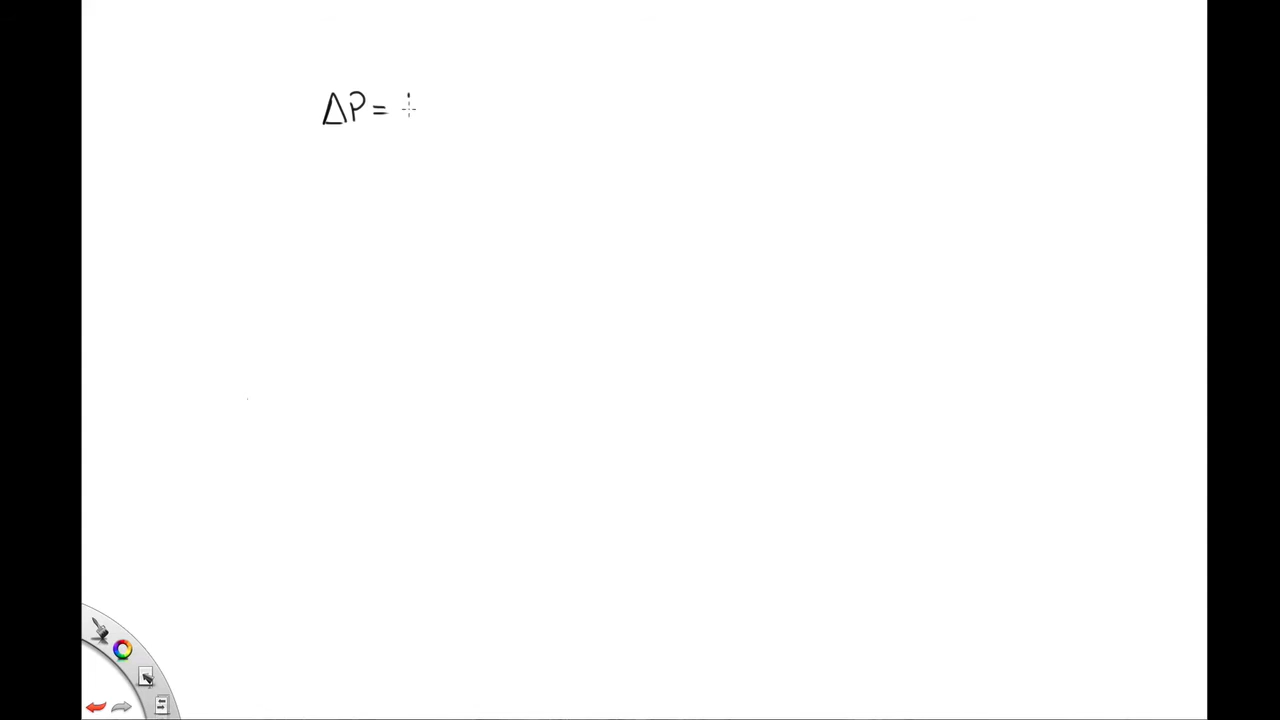 ΔP =